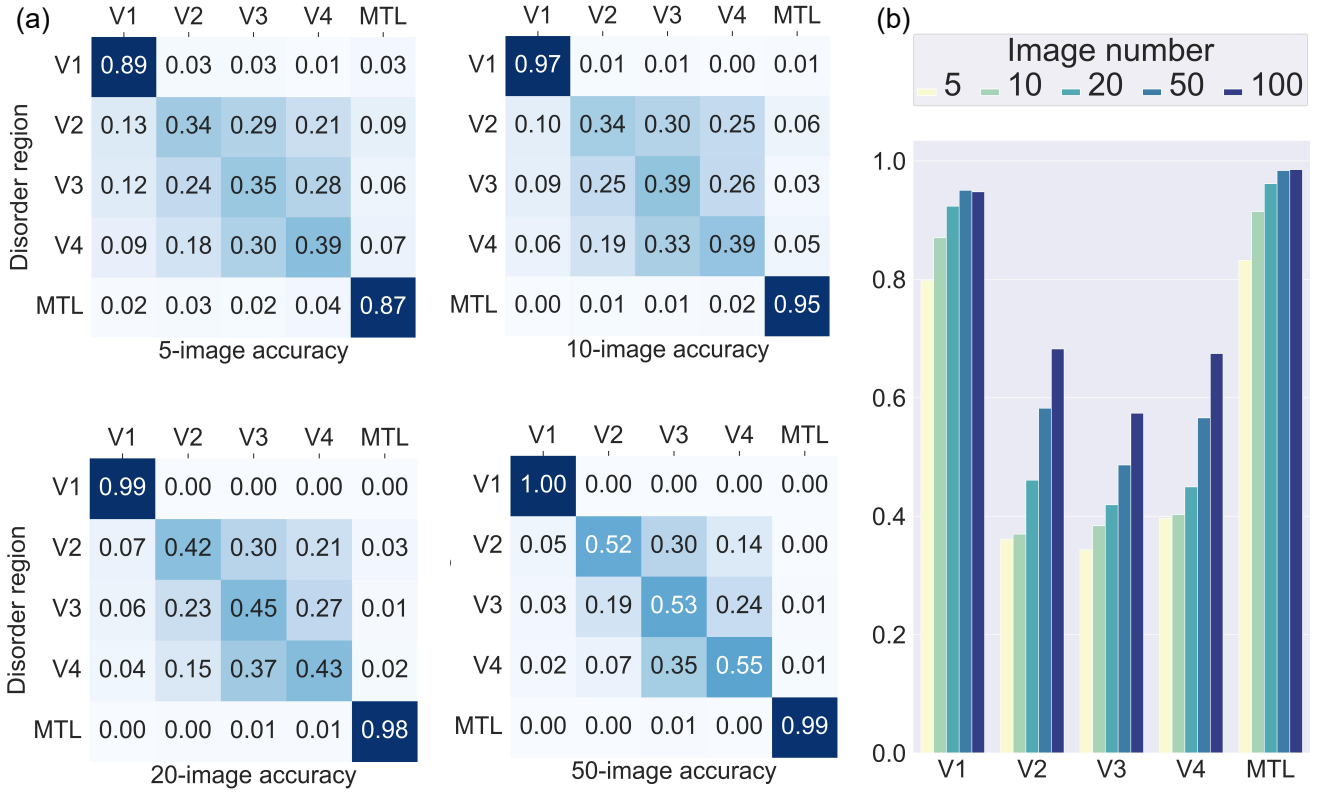 (a)
V1 V2 V3 V4 MTL
Disorder region
V1 0.89 0.03 0.03 0.01 0.03
V2 0.13 0.34 0.29 0.21 0.09
V3 0.12 0.24 0.35 0.28 0.06
V4 0.09 0.18 0.30 0.39 0.07
MTL 0.02 0.03 0.02 0.04 0.87
5-image accuracy
V1 V2 V3 V4 MTL
V1 0.97 0.01 0.01 0.00 0.01
V2 0.10 0.34 0.30 0.25 0.06
V3 0.09 0.25 0.39 0.26 0.03
V4 0.06 0.19 0.33 0.39 0.05
MTL 0.00 0.01 0.01 0.02 0.95
10-image accuracy
V1 V2 V3 V4 MTL
Disorder region
V1 0.99 0.00 0.00 0.00 0.00
V2 0.07 0.42 0.30 0.21 0.03
V3 0.06 0.23 0.45 0.27 0.01
V4 0.04 0.15 0.37 0.43 0.02
MTL 0.00 0.00 0.01 0.01 0.98
20-image accuracy
V1 V2 V3 V4 MTL
V1 1.00 0.00 0.00 0.00 0.00
V2 0.05 0.52 0.30 0.14 0.00
V3 0.03 0.19 0.53 0.24 0.01
V4 0.02 0.07 0.35 0.55 0.01
MTL 0.00 0.00 0.01 0.00 0.99
50-image accuracy
(b)
Image number
5 10 20 50 100
1.0
0.8
0.6
0.4
0.2
0.0
V1 V2 V3 V4 MTL